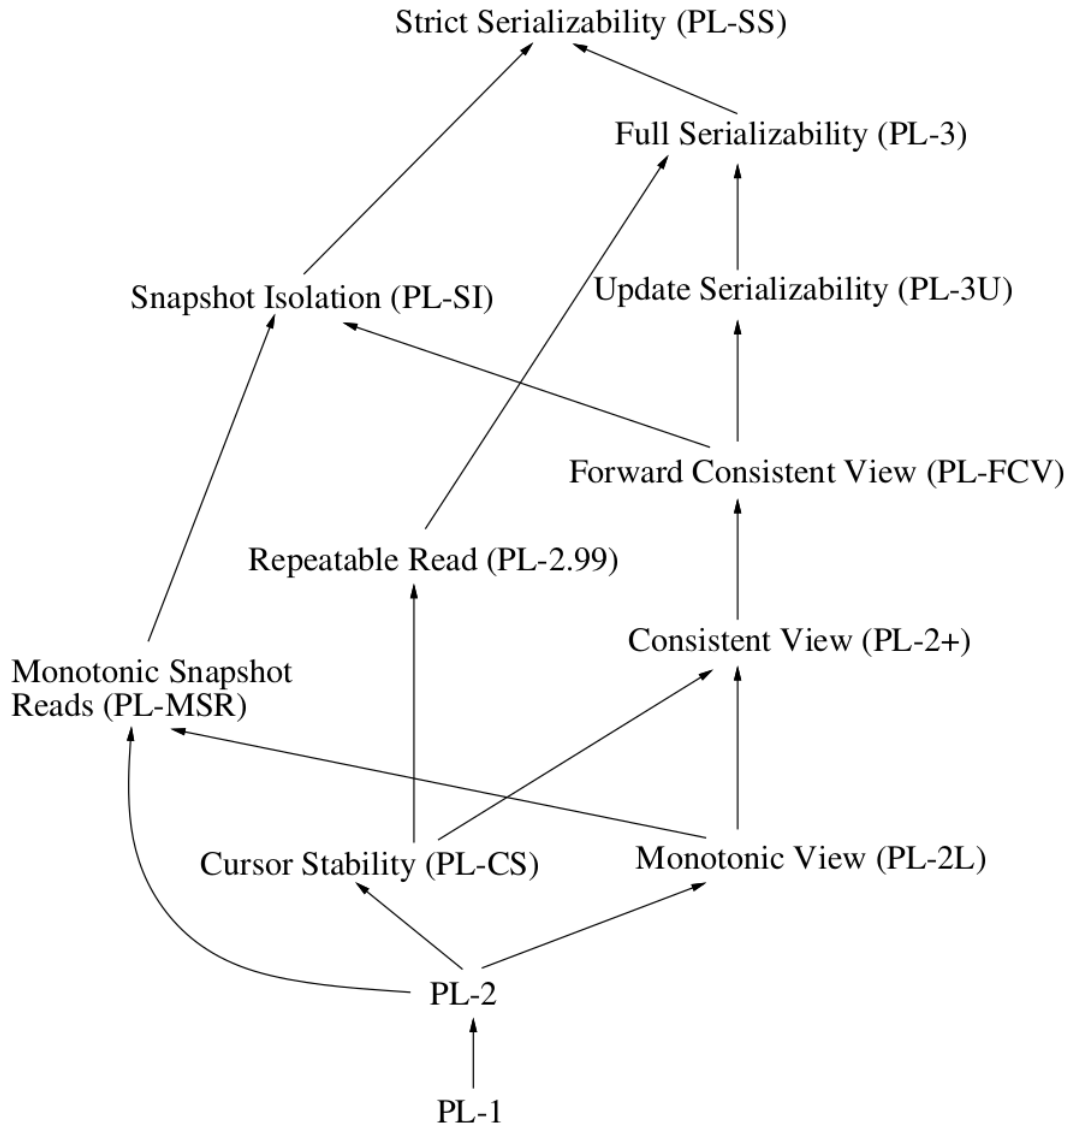 Strict Serializability (PL-SS)
Full Serializability (PL-3)
Snapshot Isolation (PL-SI)
Update Serializability (PL-3U)
Forward Consistent View (PL-FCV)
Repeatable Read (PL-2.99)
Consistent View (PL-2+)
Monotonic Snapshot
Reads (PL-MSR)
Cursor Stability (PL-CS)
Monotonic View (PL-2L)
PL-2
PL-1